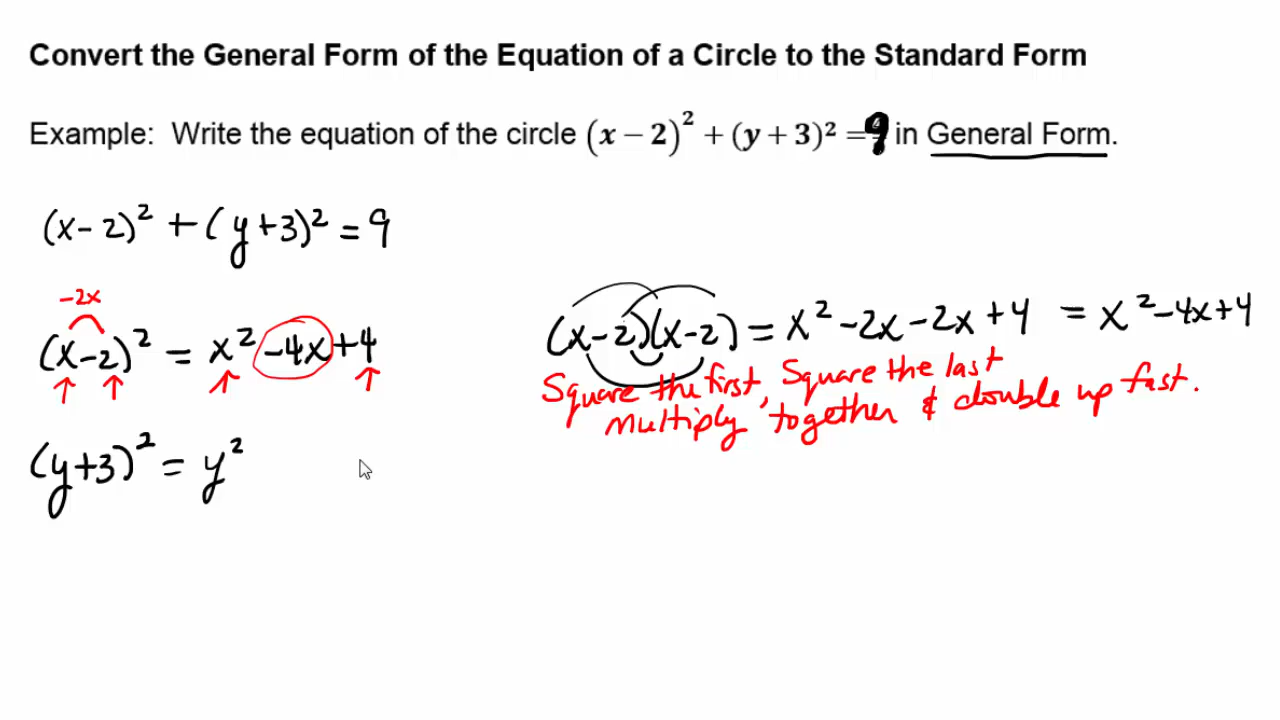 Convert the General Form of the Equation of a Circle to the Standard Form
Example: Write the equation of the circle (x − 2)² + (y + 3)² = 9 in General Form.
(x - 2)² + (y + 3)² = 9
-2x
(x - 2)² = x² - 4x + 4
(x - 2)(x - 2) = x² - 2x - 2x + 4 = x² - 4x + 4
Square the first, Square the last
Multiply together & double up fast.
(y + 3)² = y²